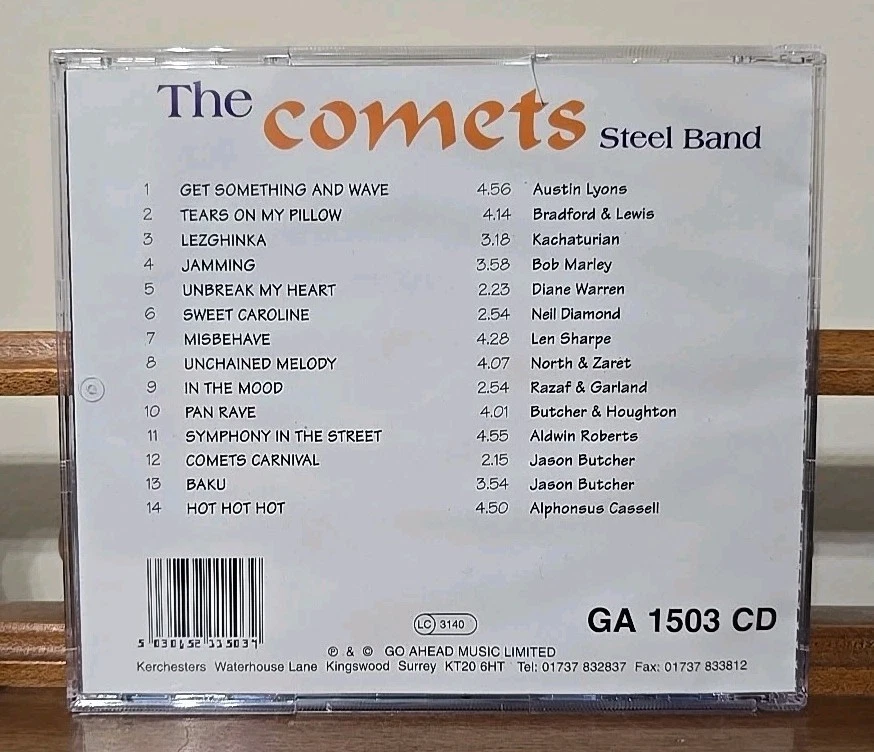 The comets Steel Band
1 GET SOMETHING AND WAVE 4.56 Austin Lyons
2 TEARS ON MY PILLOW 4.14 Bradford & Lewis
3 LEZGHINKA 3.18 Kachaturian
4 JAMMING 3.58 Bob Marley
5 UNBREAK MY HEART 2.23 Diane Warren
6 SWEET CAROLINE 2.54 Neil Diamond
7 MISBEHAVE 4.28 Len Sharpe
8 UNCHAINED MELODY 4.07 North & Zaret
9 IN THE MOOD 2.54 Razaf & Garland
10 PAN RAVE 4.01 Butcher & Houghton
11 SYMPHONY IN THE STREET 4.55 Aldwin Roberts
12 COMETS CARNIVAL 2.15 Jason Butcher
13 BAKU 3.54 Jason Butcher
14 HOT HOT HOT 4.50 Alphonsus Cassell
LC 3140
GA 1503 CD
℗ & © GO AHEAD MUSIC LIMITED
Kerchesters Waterhouse Lane Kingswood Surrey KT20 6HT Tel: 01737 832837 Fax: 01737 833812